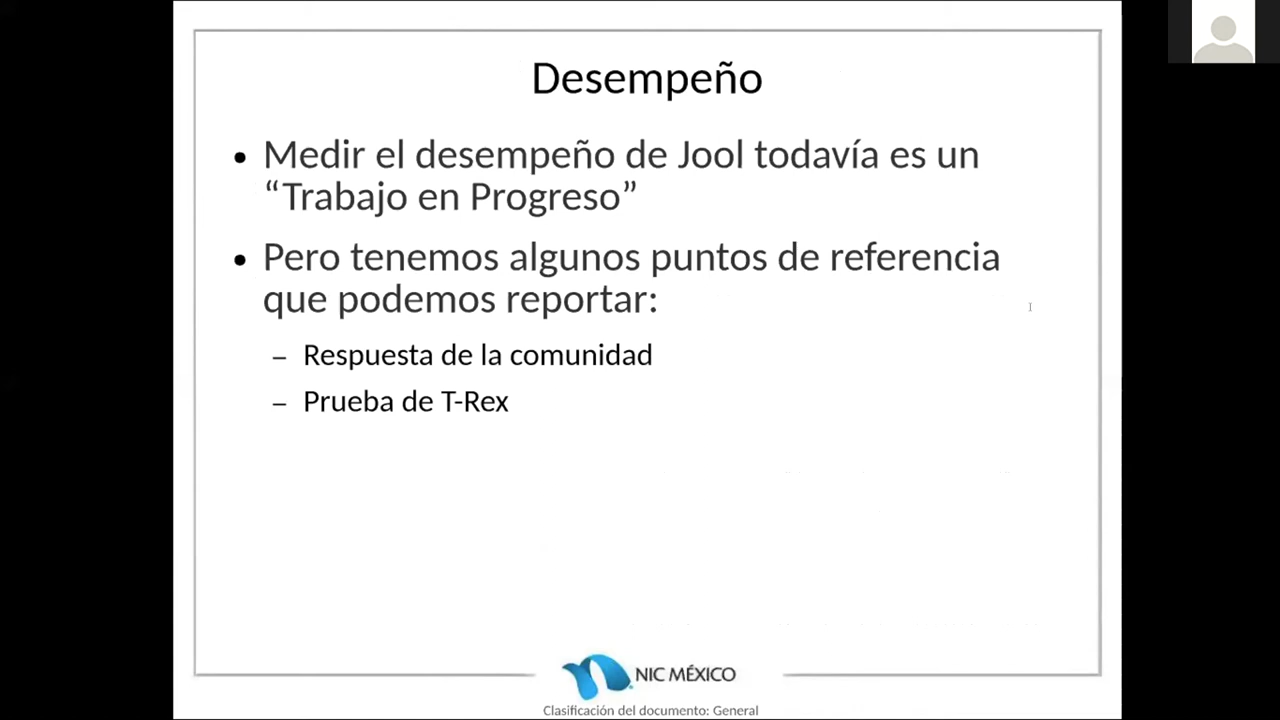 Desempeño
• Medir el desempeño de Jool todavía es un
“Trabajo en Progreso”
• Pero tenemos algunos puntos de referencia
que podemos reportar:
– Respuesta de la comunidad
– Prueba de T-Rex
NIC MÉXICO
Clasificación del documento: General